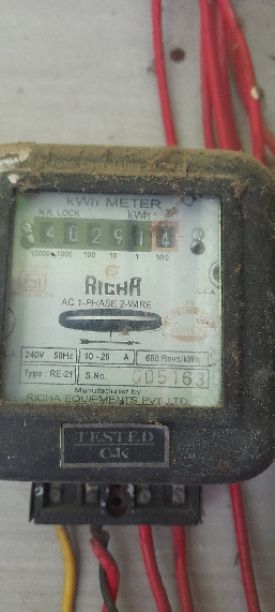 kWh METER
N.R. LOCK kWh
4 0 2 9 1 4
10000 1000 100 10 1 1/10
RICHA
AC 1-PHASE 2-WIRE
240V 50Hz 10-20 A 600 Revs/kWh
Type : RE-21 S.No. 005163
Manufactured by
RICHA EQUIPMENTS PVT.LTD.
TESTED
O.K